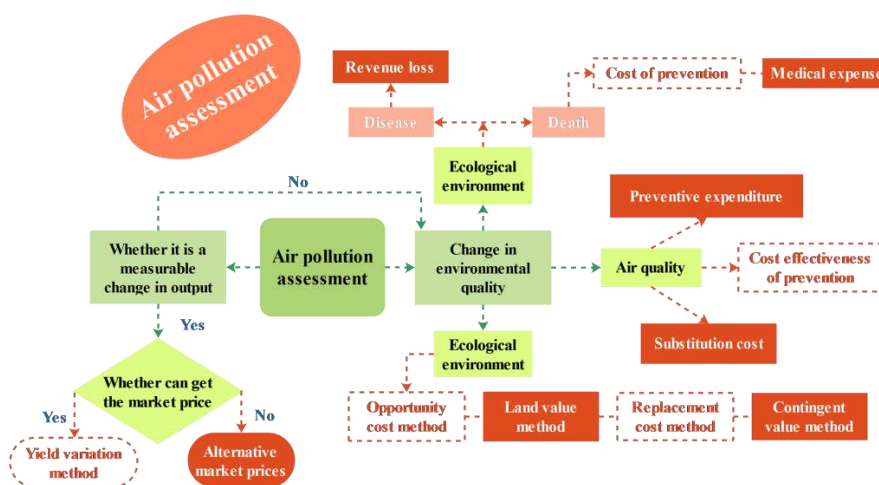 Air pollution
assessment
Revenue loss
Cost of prevention
Medical expense
Disease
Death
Ecological
environment
No
Preventive expenditure
Whether it is a
measurable
change in output
Air pollution
assessment
Change in
environmental
quality
Air quality
Cost effectiveness
of prevention
Yes
Ecological
environment
Substitution cost
Whether can get
the market price
Yes
No
Opportunity
cost method
Land value
method
Replacement
cost method
Contingent
value method
Yield variation
method
Alternative
market prices